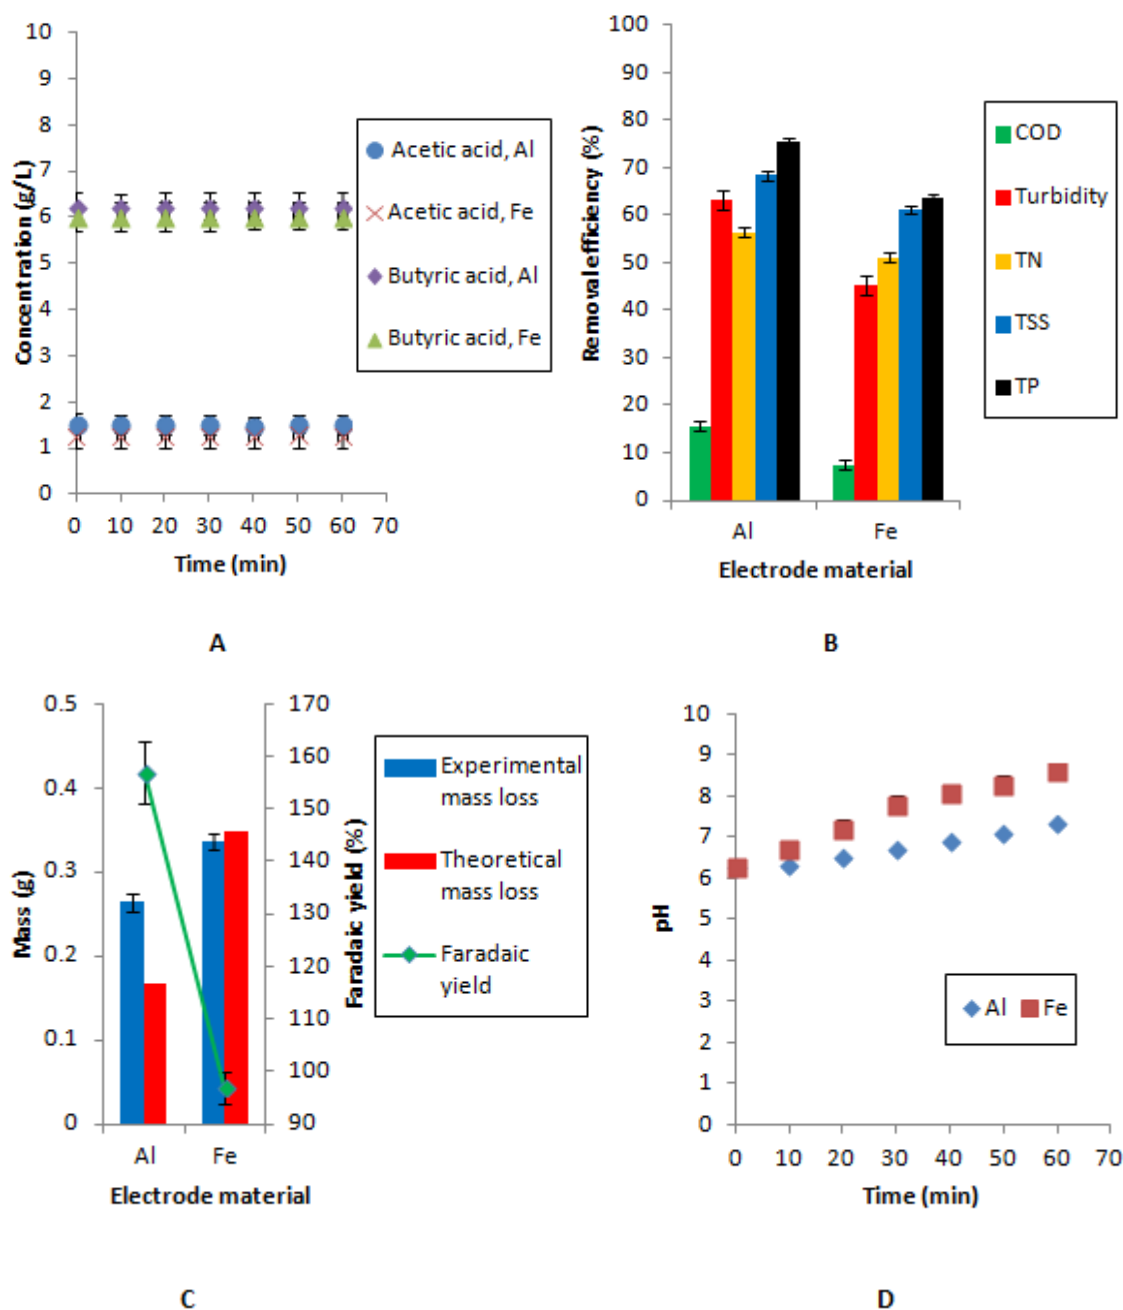 10
9
8
7
6
5
4
3
2
1
0
0 10 20 30 40 50 60 70
Concentration (g/L)
Time (min)
Acetic acid, Al
Acetic acid, Fe
Butyric acid, Al
Butyric acid, Fe
A
100
90
80
70
60
50
40
30
20
10
0
Al Fe
Removal efficiency (%)
Electrode material
COD
Turbidity
TN
TSS
TP
B
0.5
0.4
0.3
0.2
0.1
0
170
160
150
140
130
120
110
100
90
Al Fe
Mass (g)
Faradaic yield (%)
Electrode material
Experimental
mass loss
Theoretical
mass loss
Faradaic
yield
C
10
9
8
7
6
5
4
3
2
1
0
0 10 20 30 40 50 60 70
pH
Time (min)
Al Fe
D